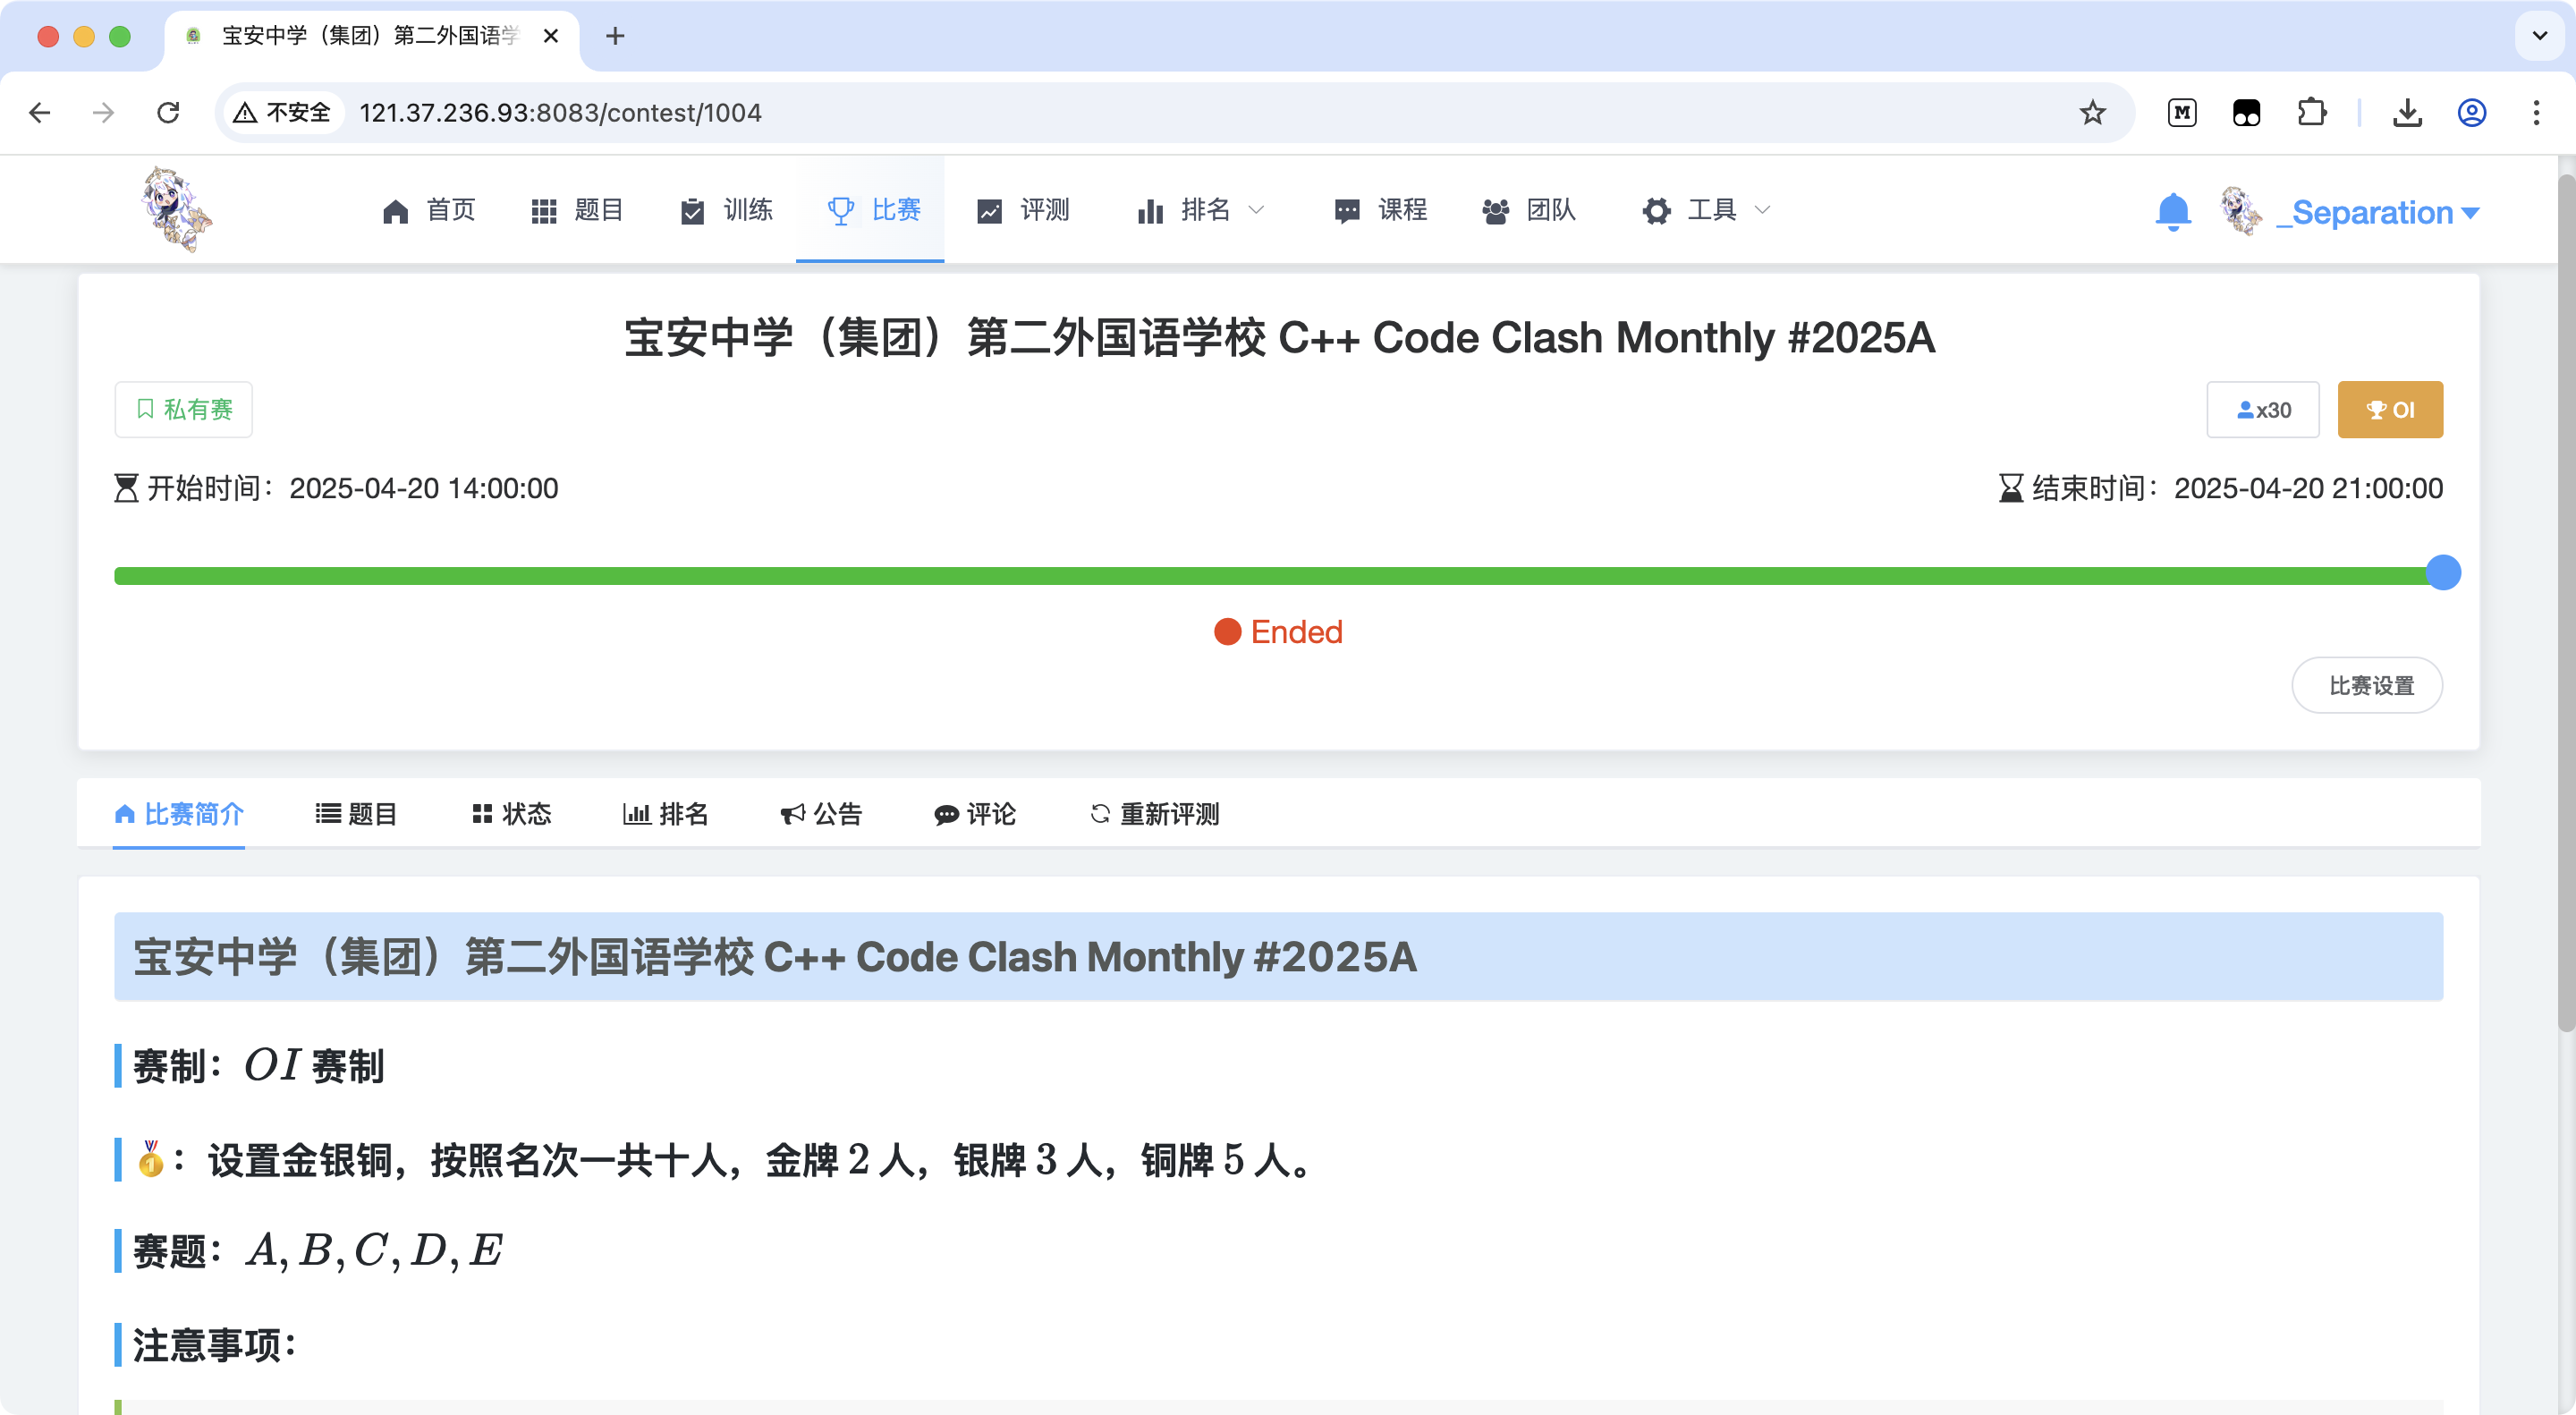 宝安中学（集团）第二外国语学
不安全 121.37.236.93:8083/contest/1004
首页 题目 训练 比赛 评测 排名 课程 团队 工具 _Separation
宝安中学（集团）第二外国语学校 C++ Code Clash Monthly #2025A
私有赛 x30 OI
开始时间：2025-04-20 14:00:00 结束时间：2025-04-20 21:00:00
Ended
比赛设置
比赛简介 题目 状态 排名 公告 评论 重新评测
宝安中学（集团）第二外国语学校 C++ Code Clash Monthly #2025A
赛制：OI 赛制
🏅：设置金银铜，按照名次一共十人，金牌 2 人，银牌 3 人，铜牌 5 人。
赛题：A, B, C, D, E
注意事项：